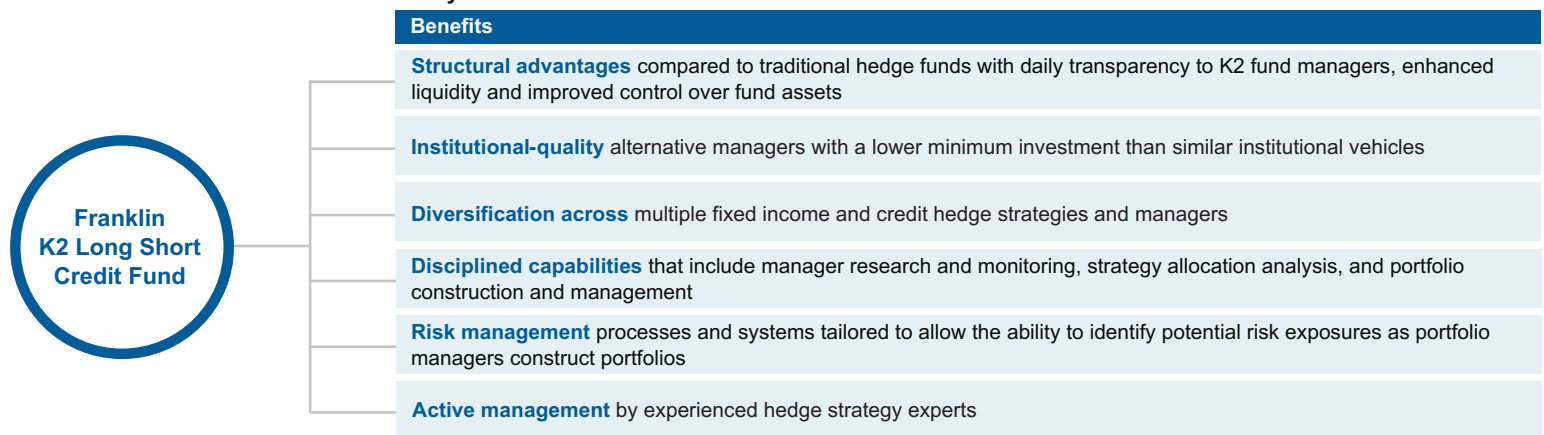 Benefits
Structural advantages compared to traditional hedge funds with daily transparency to K2 fund managers, enhanced
liquidity and improved control over fund assets
Institutional-quality alternative managers with a lower minimum investment than similar institutional vehicles
Franklin
K2 Long Short
Credit Fund
Diversification across multiple fixed income and credit hedge strategies and managers
Disciplined capabilities that include manager research and monitoring, strategy allocation analysis, and portfolio
construction and management
Risk management processes and systems tailored to allow the ability to identify potential risk exposures as portfolio
managers construct portfolios
Active management by experienced hedge strategy experts